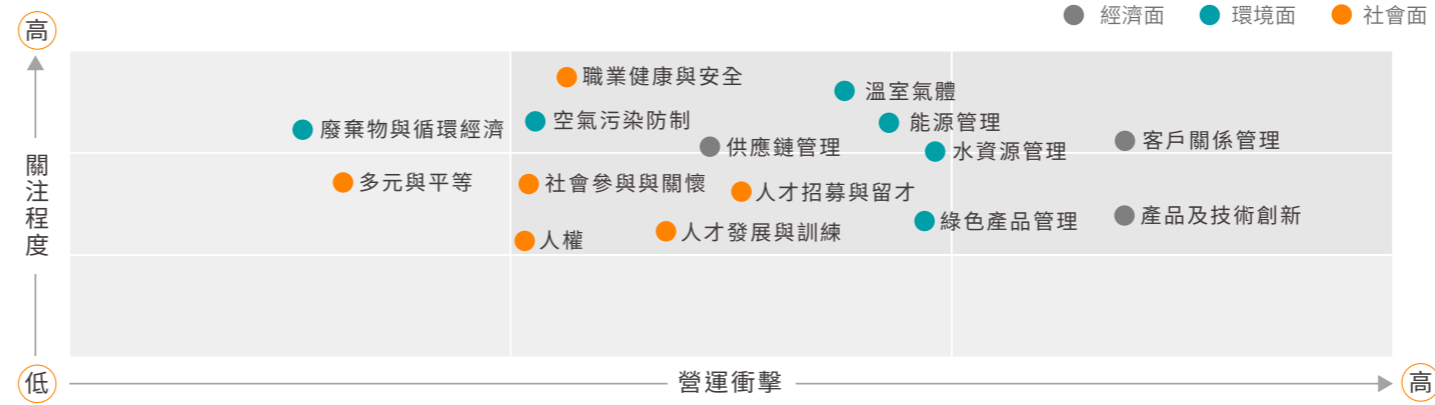 高
經濟面 環境面 社會面
職業健康與安全
溫室氣體
廢棄物與循環經濟
空氣污染防制
能源管理
供應鏈管理
水資源管理
客戶關係管理
關注程度
多元與平等
社會參與與關懷
人才招募與留才
人權
人才發展與訓練
綠色產品管理
產品及技術創新
低
營運衝擊
高